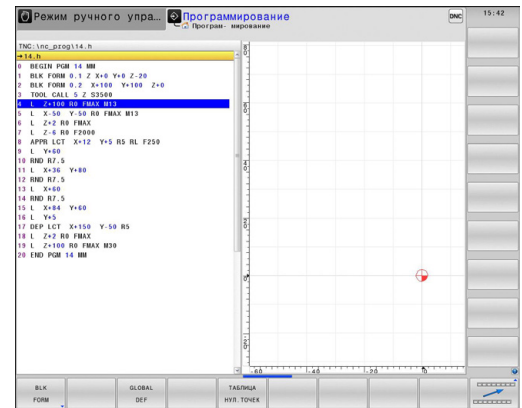 Режим ручного упра...
Программирование
Програм- мирование
DNC
15:42
TNC:\nc_prog\14.h
→14.h
0 BEGIN PGM 14 MM
1 BLK FORM 0.1 Z X+0 Y+0 Z-20
2 BLK FORM 0.2 X+100 Y+100 Z+0
3 TOOL CALL 5 Z S3500
4 L Z+100 R0 FMAX M13
5 L X-50 Y-50 R0 FMAX M13
6 L Z+2 R0 FMAX
7 L Z-6 R0 F2000
8 APPR LCT X+12 Y+5 R5 RL F250
9 L Y+60
10 RND R7.5
11 L X+36 Y+80
12 RND R7.5
13 L X+60
14 RND R7.5
15 L X+84 Y+60
16 L Y+5
17 DEP LCT X+150 Y-50 R5
18 L Z+2 R0 FMAX
19 L Z+100 R0 FMAX M30
20 END PGM 14 MM
80
60
40
20
0
-20
-60 -40 -20 0
BLK FORM
GLOBAL DEF
ТАБЛИЦА НУЛ.ТОЧЕК